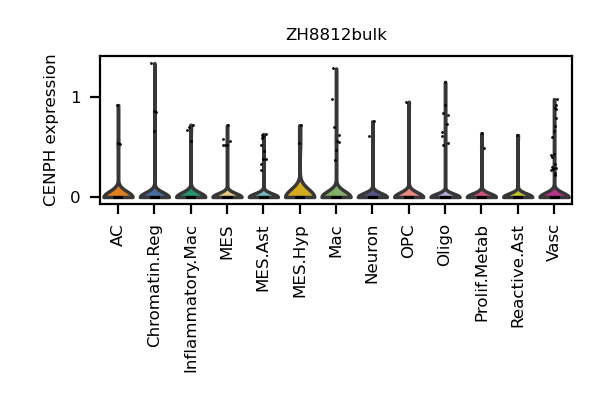 ZH8812bulk
CENPH expression
1
0
AC
Chromatin.Reg
Inflammatory.Mac
MES
MES.Ast
MES.Hyp
Mac
Neuron
OPC
Oligo
Prolif.Metab
Reactive.Ast
Vasc